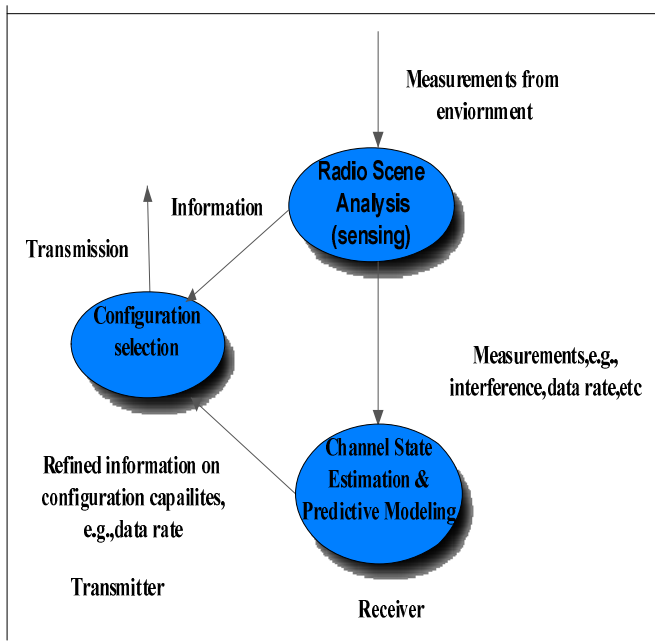 Measurements from
enviornment
Radio Scene
Analysis
(sensing)
Information
Transmission
Configuration
selection
Measurements,e.g.,
interference,data rate,etc
Channel State
Estimation &
Predictive Modeling
Refined information on
configuration capailites,
e.g.,data rate
Transmitter
Receiver